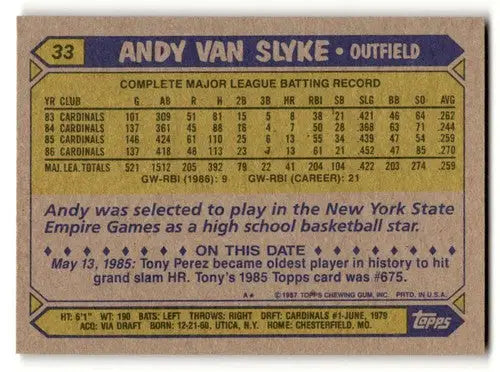 33 ANDY VAN SLYKE • OUTFIELD
COMPLETE MAJOR LEAGUE BATTING RECORD
YR CLUB G AB R H 2B 3B HR RBI SB SLG BB SO AVG
83 CARDINALS 101 309 51 81 15 5 8 38 21 .421 46 64 .262
84 CARDINALS 137 361 45 88 16 4 7 50 28 .368 63 71 .244
85 CARDINALS 146 424 61 110 25 6 13 55 34 .439 47 54 .259
86 CARDINALS 137 418 48 113 23 7 13 61 21 .452 47 85 .270
MAJ. LEA. TOTALS 521 1512 205 392 79 22 41 204 104 .422 203 274 .259
GW-RBI (1986): 9 GW-RBI (CAREER): 21
Andy was selected to play in the New York State
Empire Games as a high school basketball star.
ON THIS DATE
May 13, 1985: Tony Perez became oldest player in history to hit
grand slam HR. Tony's 1985 Topps card was #675.
A* © 1987 TOPPS CHEWING GUM, INC. PRTD. IN U.S.A.
HT: 6'1" WT: 190 BATS: LEFT THROWS: RIGHT DRFT: CARDINALS #1-JUNE, 1979
ACQ: VIA DRAFT BORN: 12-21-60, UTICA, N.Y. HOME: CHESTERFIELD, MO.
Topps